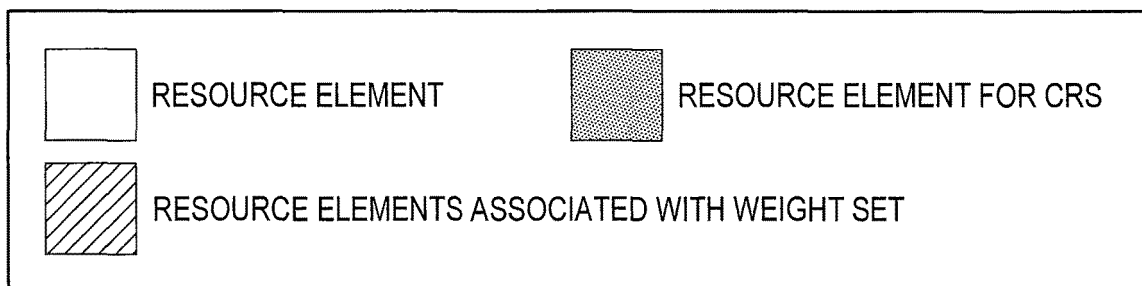 RESOURCE ELEMENT
RESOURCE ELEMENT FOR CRS
RESOURCE ELEMENTS ASSOCIATED WITH WEIGHT SET